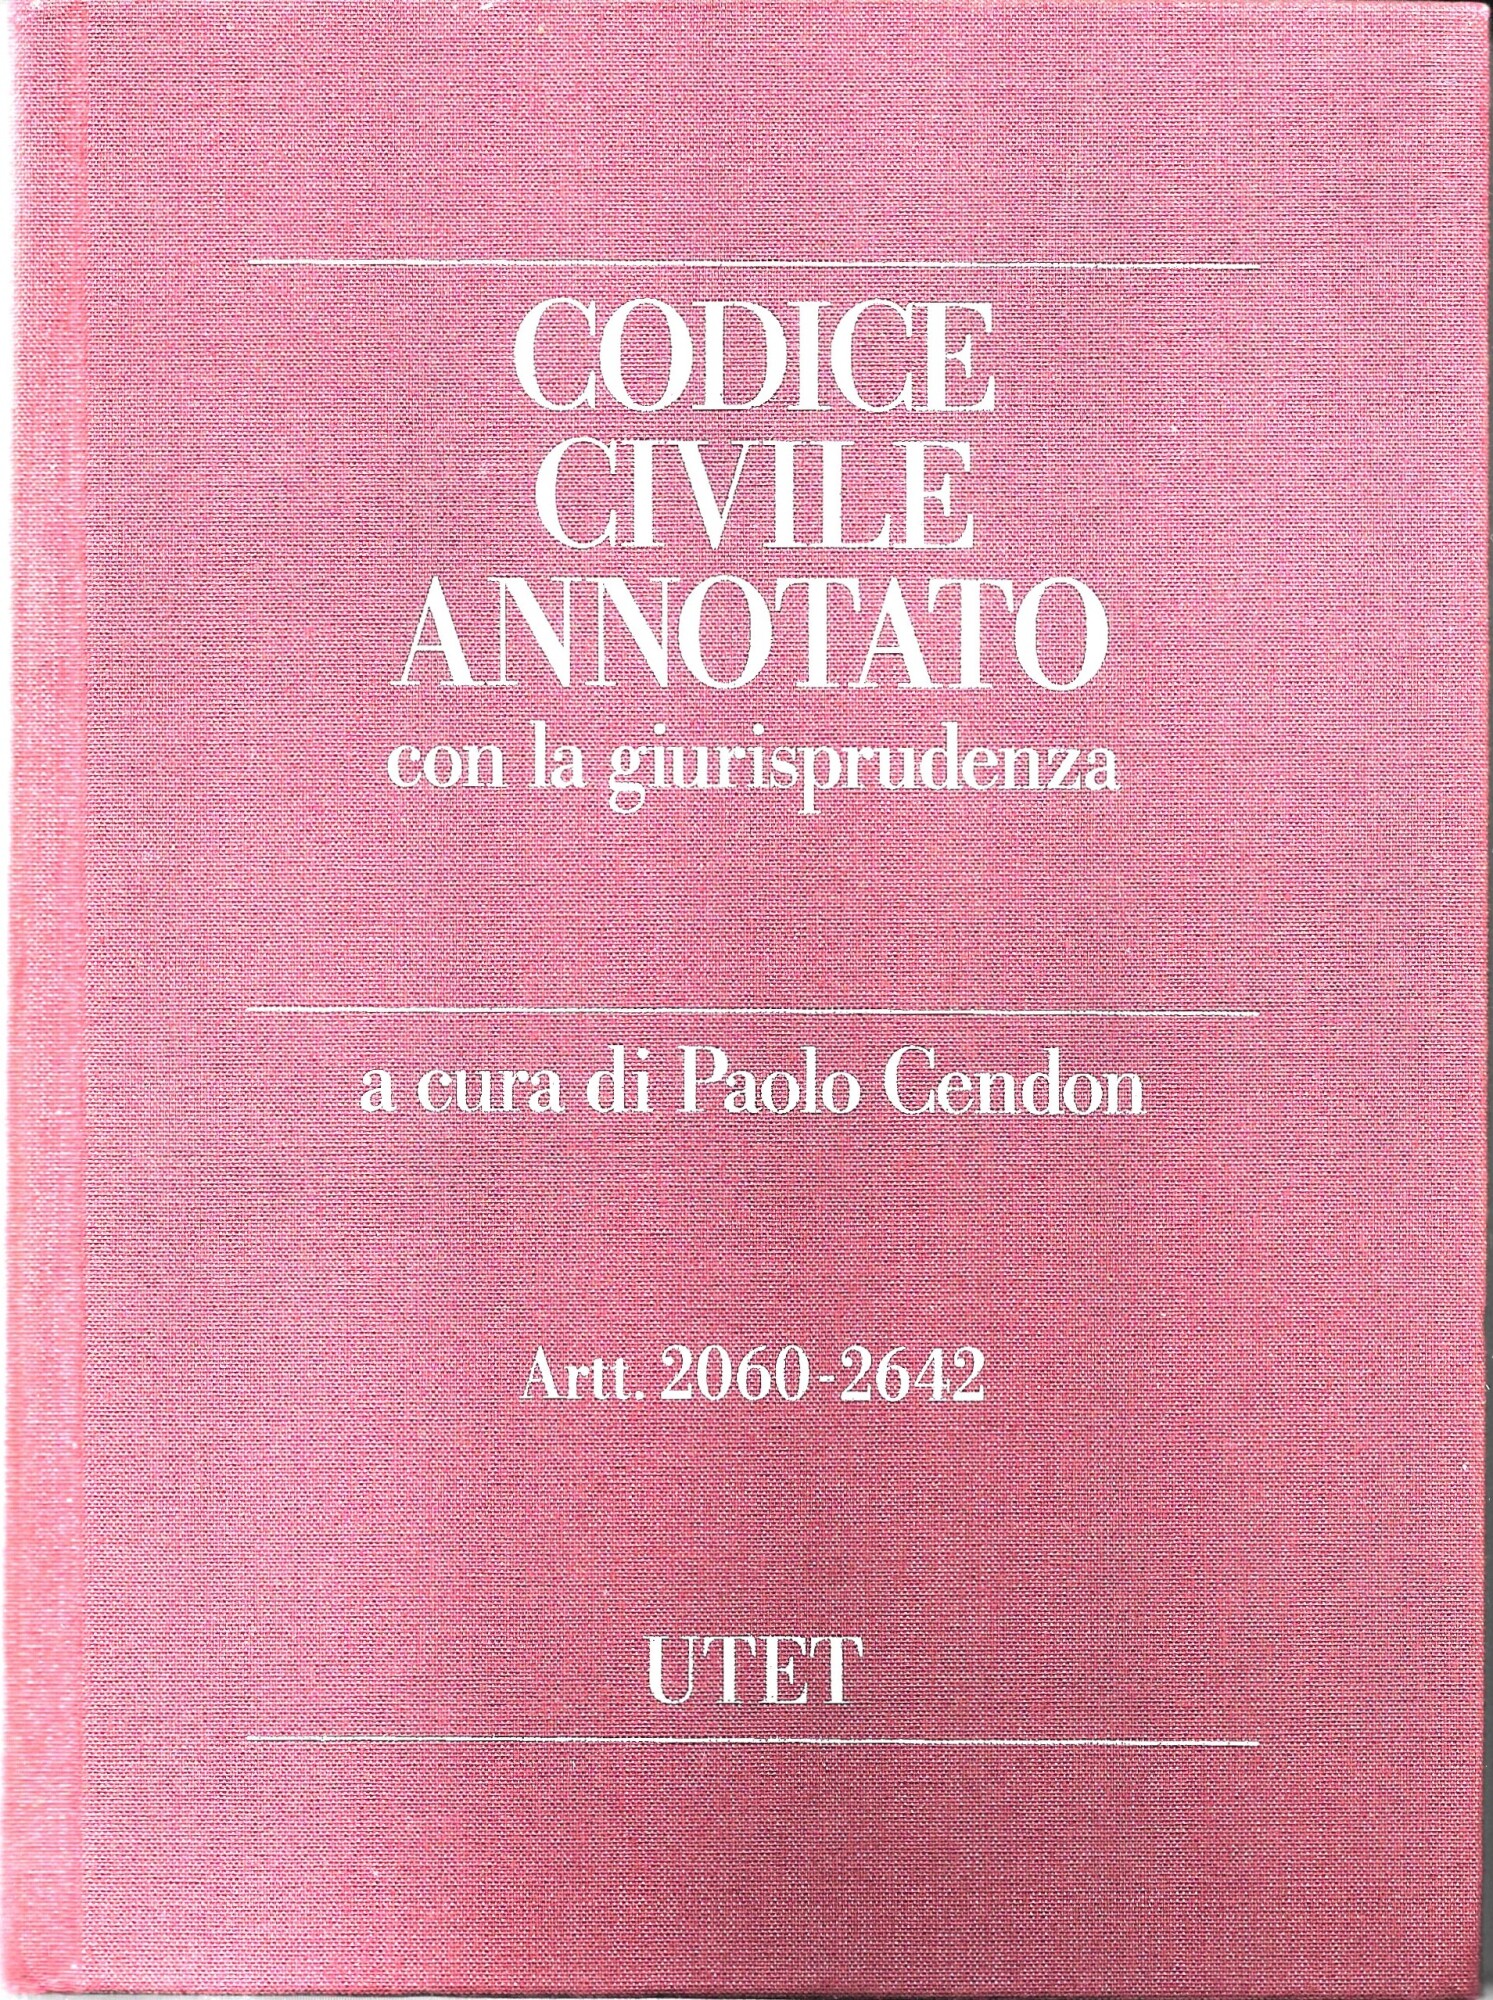 CODICE
CIVILE
ANNOTATO
con la giurisprudenza
a cura di Paolo Cendon
Artt. 2060-2642
UTET